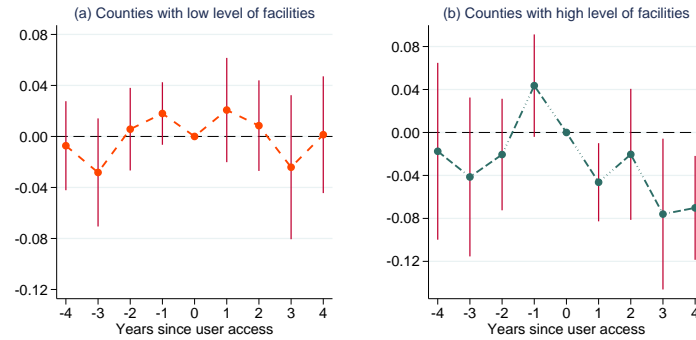 (a) Counties with low level of facilities
0.08
0.04
0.00
-0.04
-0.08
-0.12
-4 -3 -2 -1 0 1 2 3 4
Years since user access
(b) Counties with high level of facilities
0.08
0.04
0.00
-0.04
-0.08
-0.12
-4 -3 -2 -1 0 1 2 3 4
Years since user access